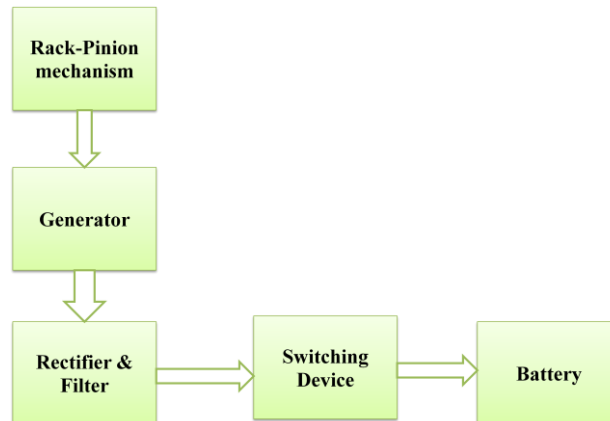 Rack-Pinion
mechanism
Generator
Rectifier &
Filter
Switching
Device
Battery